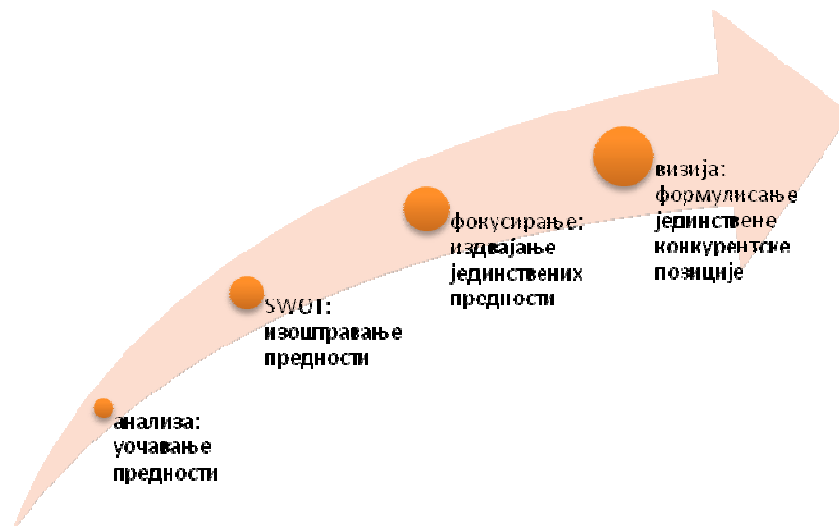 анализа:
уочавање
предности
SWOT:
изоштравање
предности
фокусирање:
издвајање
јединствених
предности
визија:
формулисање
јединствене
конкурентске
позиције